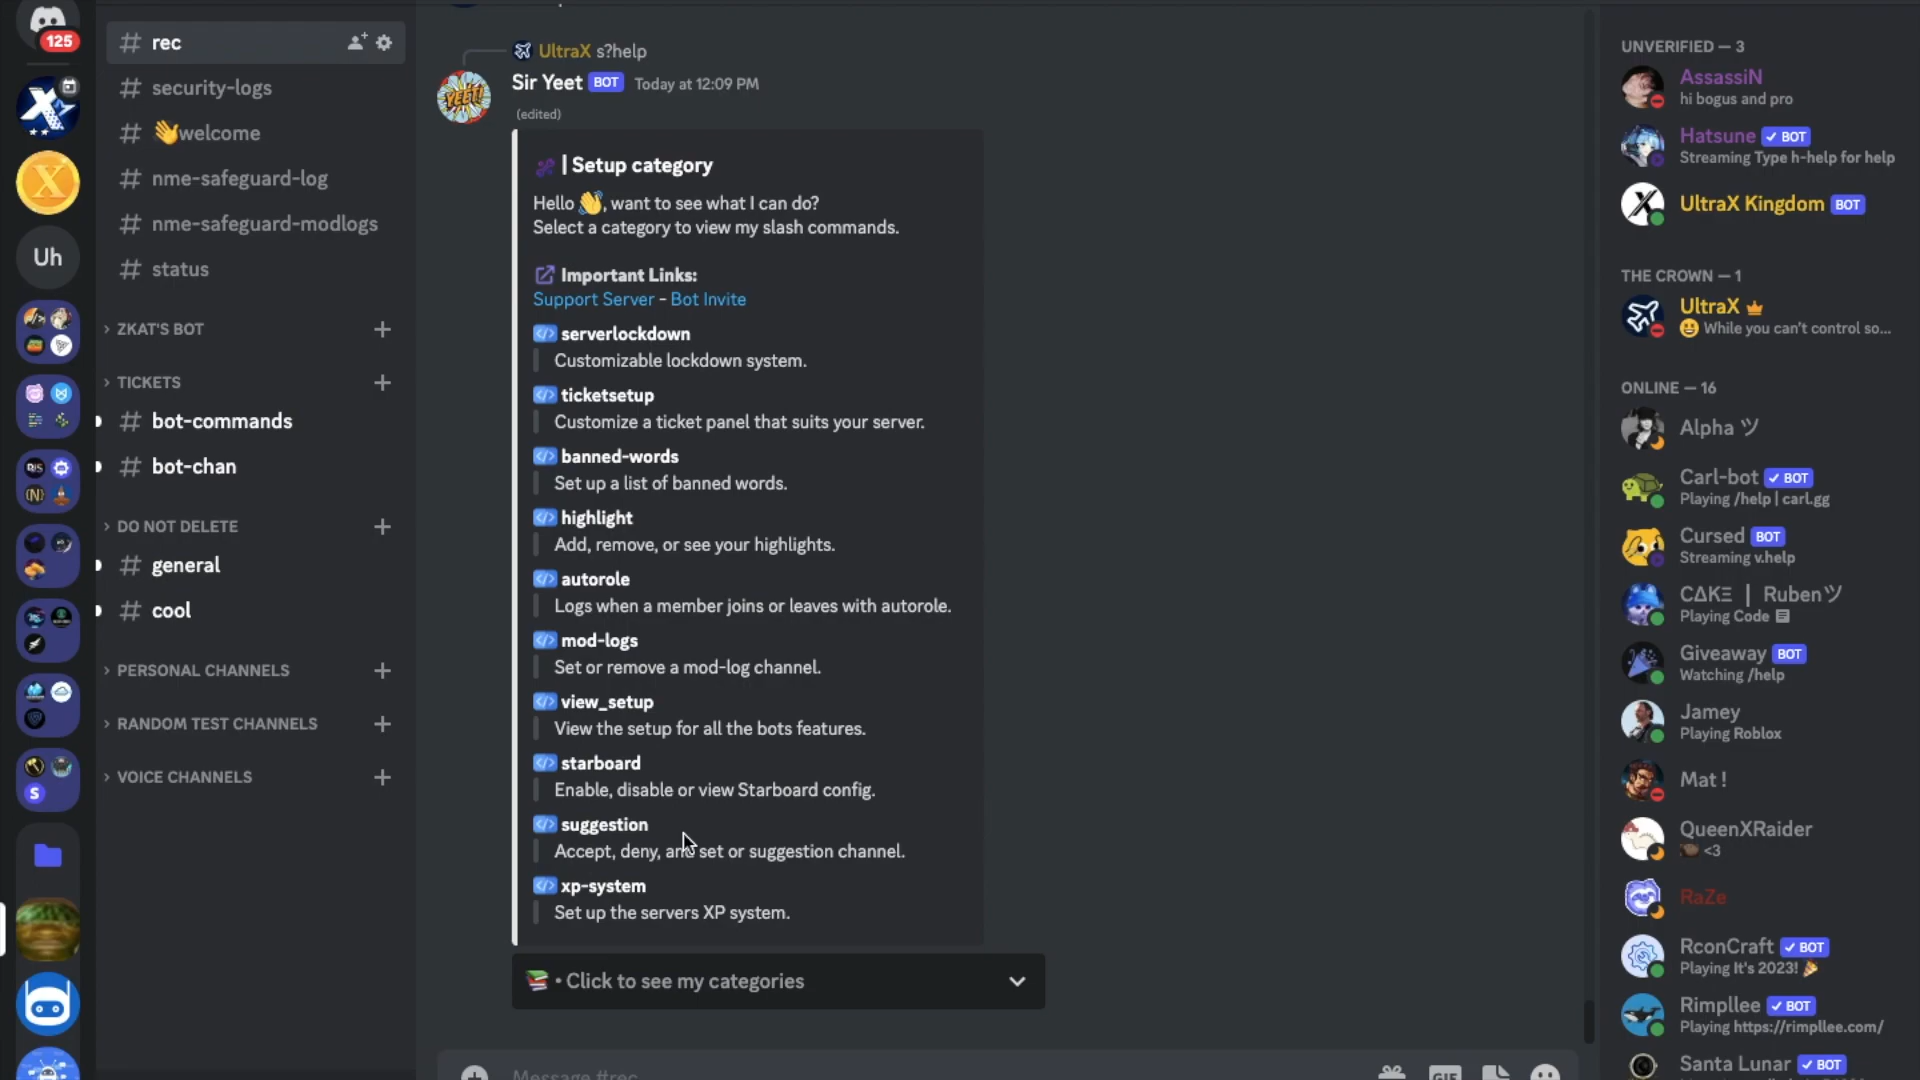 125
Uh
rec
security-logs
👋welcome
nme-safeguard-log
nme-safeguard-modlogs
status
ZKAT'S BOT
TICKETS
bot-commands
bot-chan
DO NOT DELETE
general
cool
PERSONAL CHANNELS
RANDOM TEST CHANNELS
VOICE CHANNELS
UltraX s?help
YEET!
Sir Yeet BOT Today at 12:09 PM
(edited)
| Setup category
Hello 👋, want to see what I can do?
Select a category to view my slash commands.
Important Links:
Support Server - Bot Invite
serverlockdown
Customizable lockdown system.
ticketsetup
Customize a ticket panel that suits your server.
banned-words
Set up a list of banned words.
highlight
Add, remove, or see your highlights.
autorole
Logs when a member joins or leaves with autorole.
mod-logs
Set or remove a mod-log channel.
view_setup
View the setup for all the bots features.
starboard
Enable, disable or view Starboard config.
suggestion
Accept, deny, and set or suggestion channel.
xp-system
Set up the servers XP system.
📚 • Click to see my categories
Message #rec
GIF
UNVERIFIED — 3
AssassiN
hi bogus and pro
Hatsune ✓ BOT
Streaming Type h-help for help
UltraX Kingdom BOT
THE CROWN — 1
UltraX
😀 While you can't control so...
ONLINE — 16
Alpha ツ
Carl-bot ✓ BOT
Playing /help | carl.gg
Cursed BOT
Streaming v.help
CΔKΞ | Rubenツ
Playing Code
Giveaway BOT
Watching /help
Jamey
Playing Roblox
Mat !
QueenXRaider
<3
RaZe
RconCraft ✓ BOT
Playing It's 2023! 🎉
Rimpllee ✓ BOT
Playing https://rimpllee.com/
Santa Lunar ✓ BOT